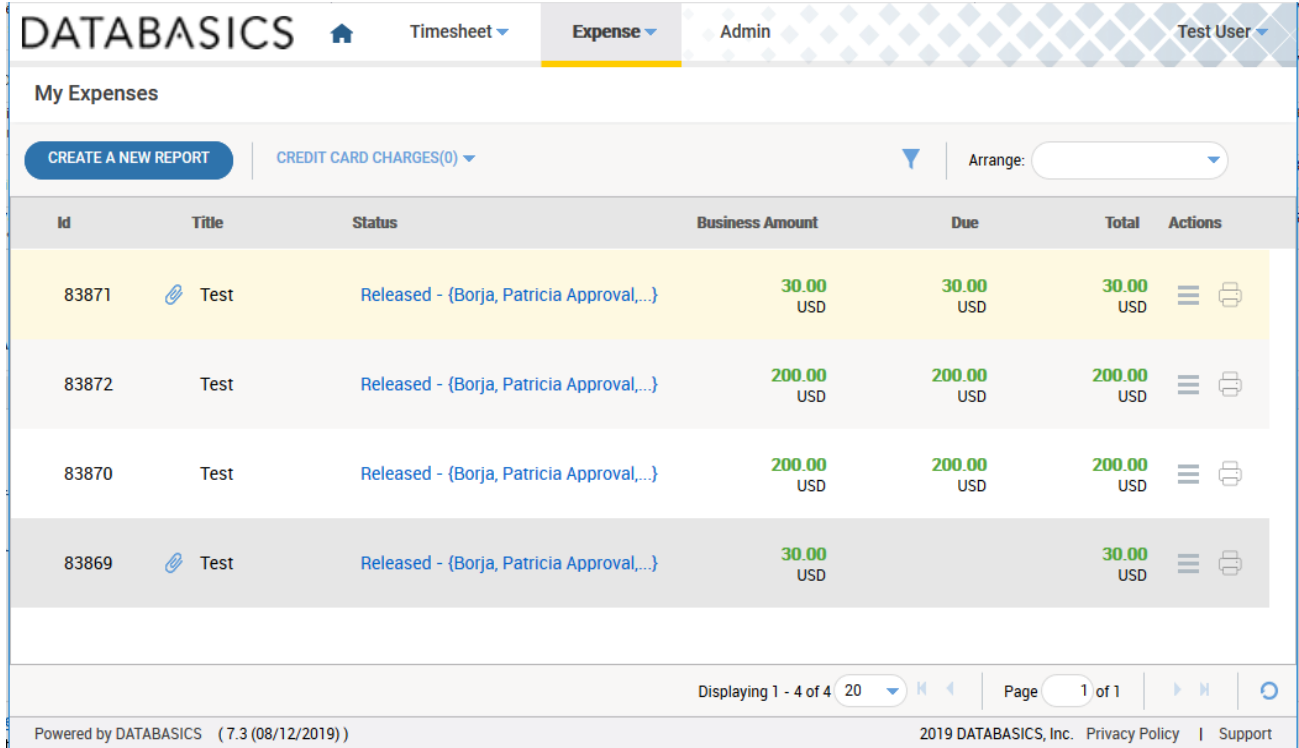 DATABASICS Timesheet Expense Admin Test User
My Expenses
CREATE A NEW REPORT CREDIT CARD CHARGES(0) Arrange:
Id Title Status Business Amount Due Total Actions
83871 Test Released - {Borja, Patricia Approval,...} 30.00 30.00 30.00
USD USD USD
83872 Test Released - {Borja, Patricia Approval,...} 200.00 200.00 200.00
USD USD USD
83870 Test Released - {Borja, Patricia Approval,...} 200.00 200.00 200.00
USD USD USD
83869 Test Released - {Borja, Patricia Approval,...} 30.00 30.00
USD USD
Displaying 1 - 4 of 4 20 Page 1 of 1
Powered by DATABASICS ( 7.3 (08/12/2019) ) 2019 DATABASICS, Inc. Privacy Policy | Support